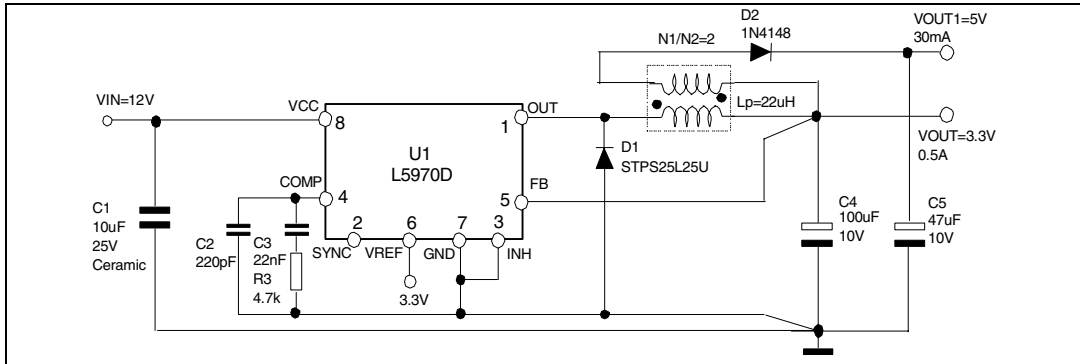 D2
1N4148
VOUT1=5V
30mA
N1/N2=2
VIN=12V
VCC
8
OUT
1
Lp=22uH
VOUT=3.3V
0.5A
U1
L5970D
D1
STPS25L25U
COMP
4
FB
5
C1
10uF
25V
Ceramic
C2
220pF
C3
22nF
R3
4.7k
2
6
7
3
SYNC
VREF
GND
INH
3.3V
C4
100uF
10V
C5
47uF
10V